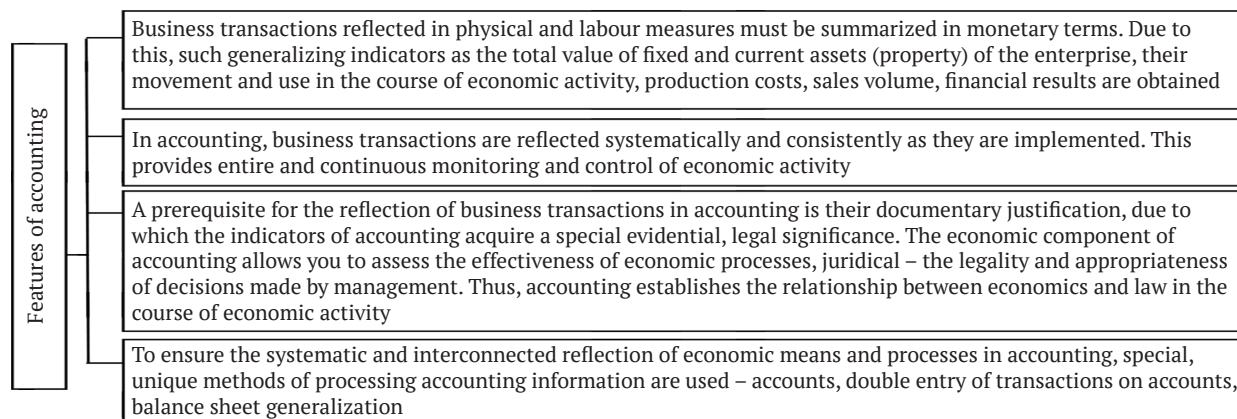 Features of accounting
Business transactions reflected in physical and labour measures must be summarized in monetary terms. Due to
this, such generalizing indicators as the total value of fixed and current assets (property) of the enterprise, their
movement and use in the course of economic activity, production costs, sales volume, financial results are obtained
In accounting, business transactions are reflected systematically and consistently as they are implemented. This
provides entire and continuous monitoring and control of economic activity
A prerequisite for the reflection of business transactions in accounting is their documentary justification, due to
which the indicators of accounting acquire a special evidential, legal significance. The economic component of
accounting allows you to assess the effectiveness of economic processes, juridical – the legality and appropriateness
of decisions made by management. Thus, accounting establishes the relationship between economics and law in the
course of economic activity
To ensure the systematic and interconnected reflection of economic means and processes in accounting, special,
unique methods of processing accounting information are used – accounts, double entry of transactions on accounts,
balance sheet generalization